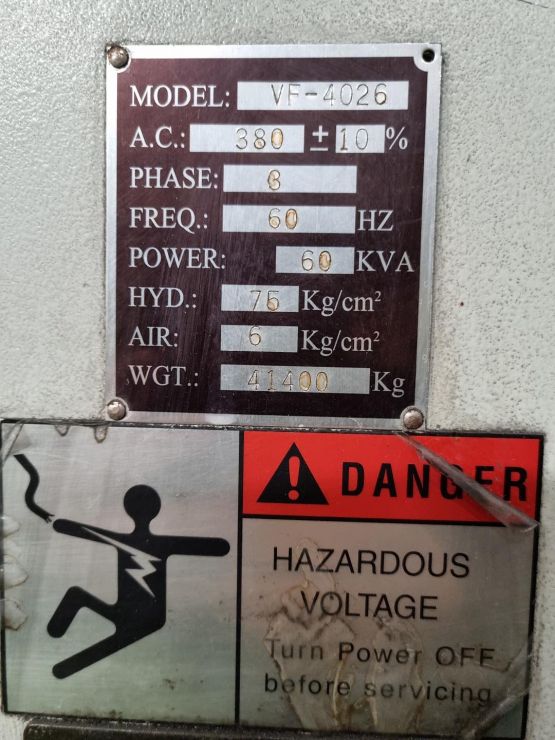 MODEL: VF-4026
A.C.: 380 ± 10 %
PHASE: 3
FREQ.: 60 HZ
POWER: 60 KVA
HYD.: 75 Kg/cm²
AIR: 6 Kg/cm²
WGT.: 41400 Kg
DANGER
HAZARDOUS
VOLTAGE
Turn Power OFF
before servicing